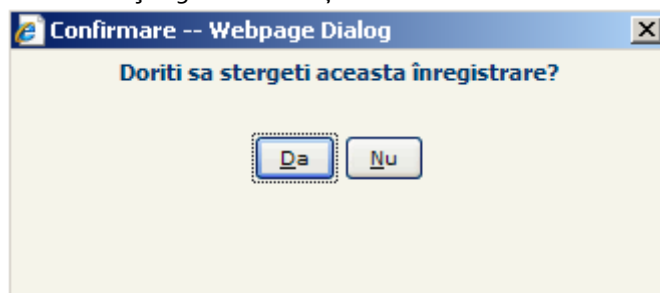 Confirmare -- Webpage Dialog
Doriti sa stergeti aceasta înregistrare?
Da Nu